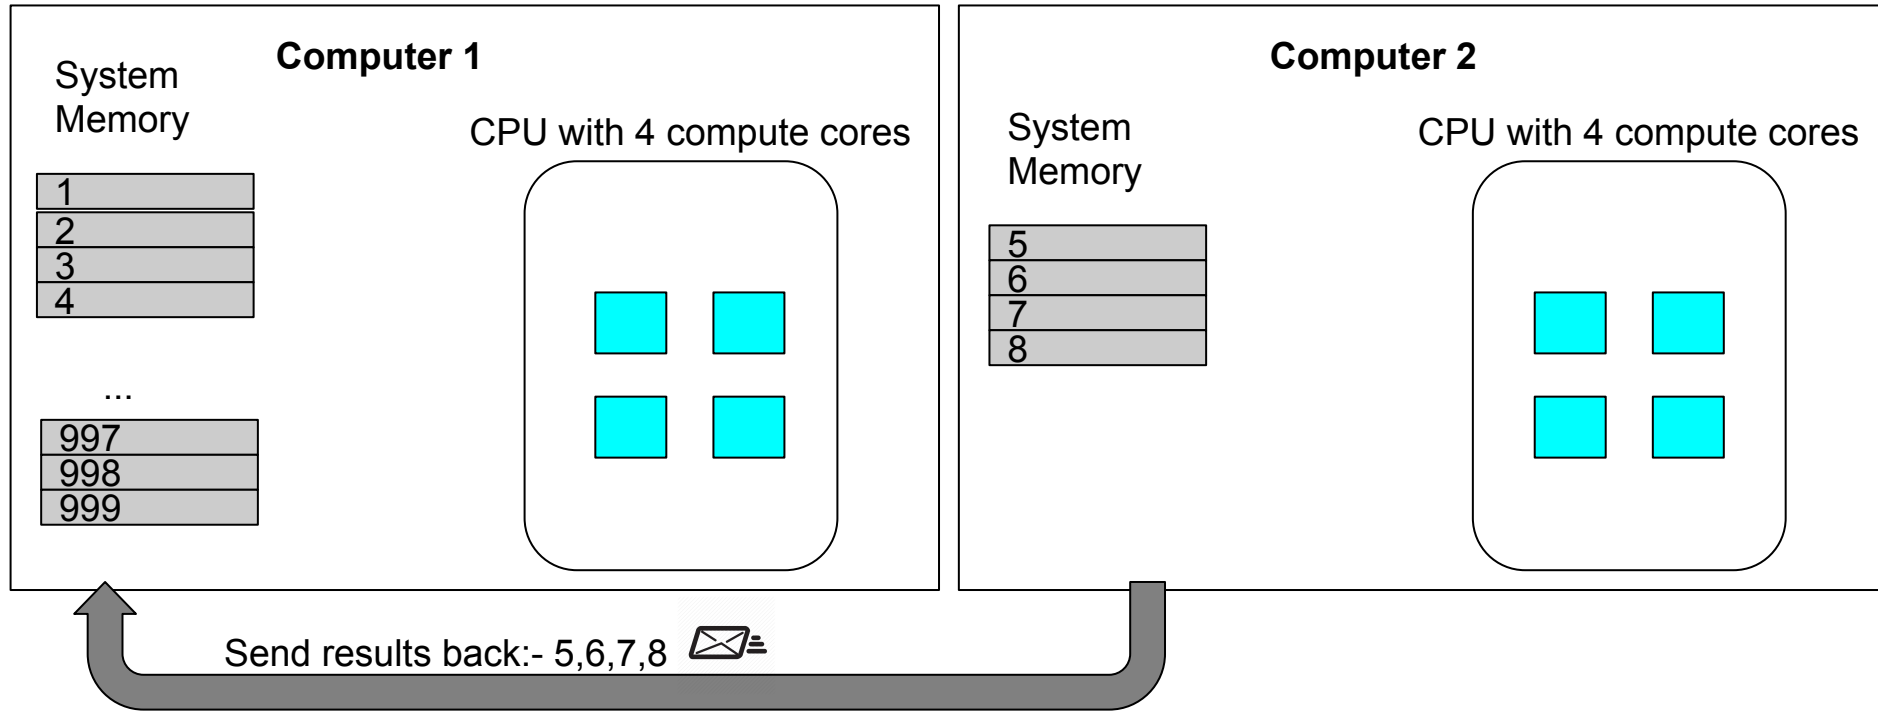 Computer 1
System
Memory
CPU with 4 compute cores
1
2
3
4
...
997
998
999
Computer 2
System
Memory
CPU with 4 compute cores
5
6
7
8
Send results back:- 5,6,7,8